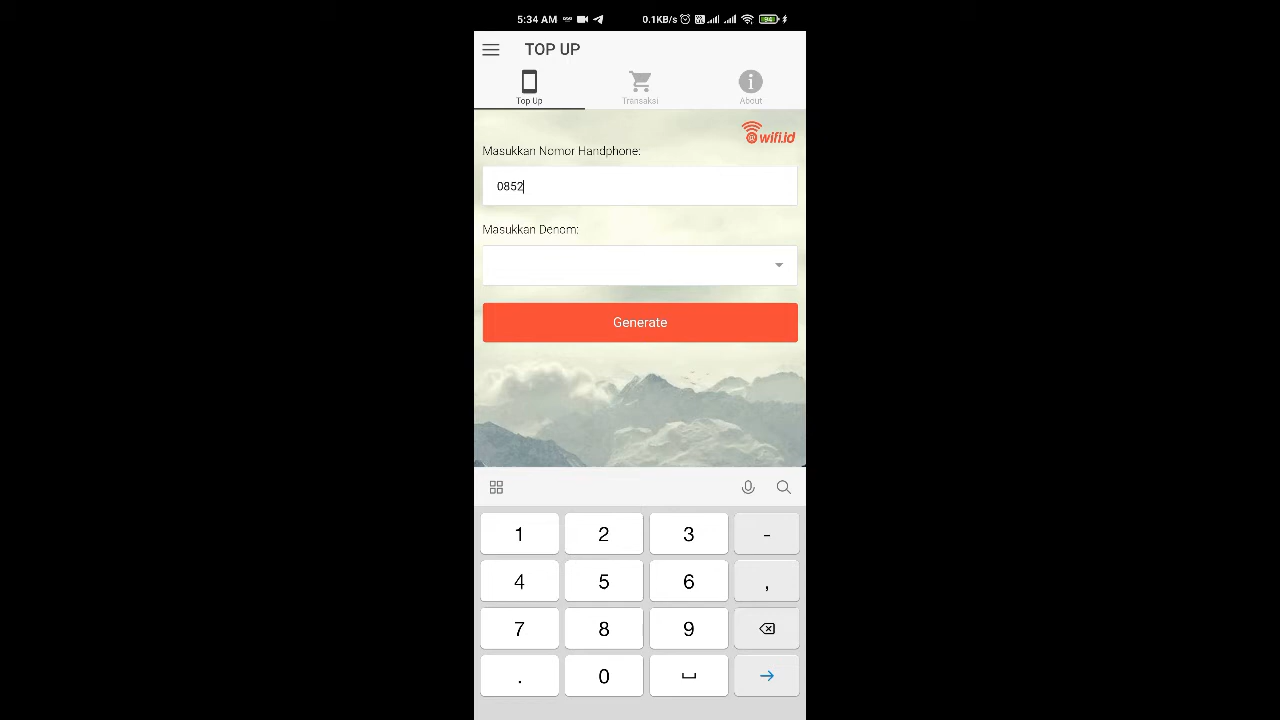 5:34 AM 0.1KB/s 94
TOP UP
Top Up Transaksi About
@wifi.id
Masukkan Nomor Handphone:
0852
Masukkan Denom:
Generate
1 2 3 -
4 5 6 ,
7 8 9
. 0